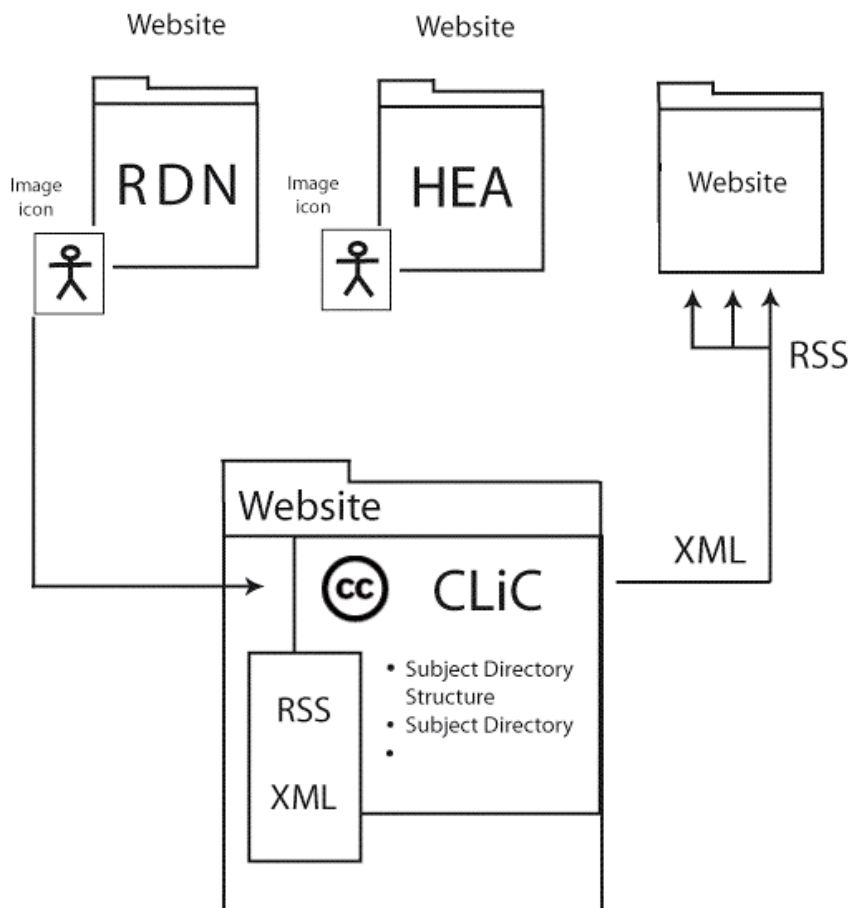 Website
Website
RDN
HEA
Website
Image
icon
Image
icon
RSS
XML
Website
cc
CLiC
• Subject Directory
Structure
• Subject Directory
•
RSS
XML